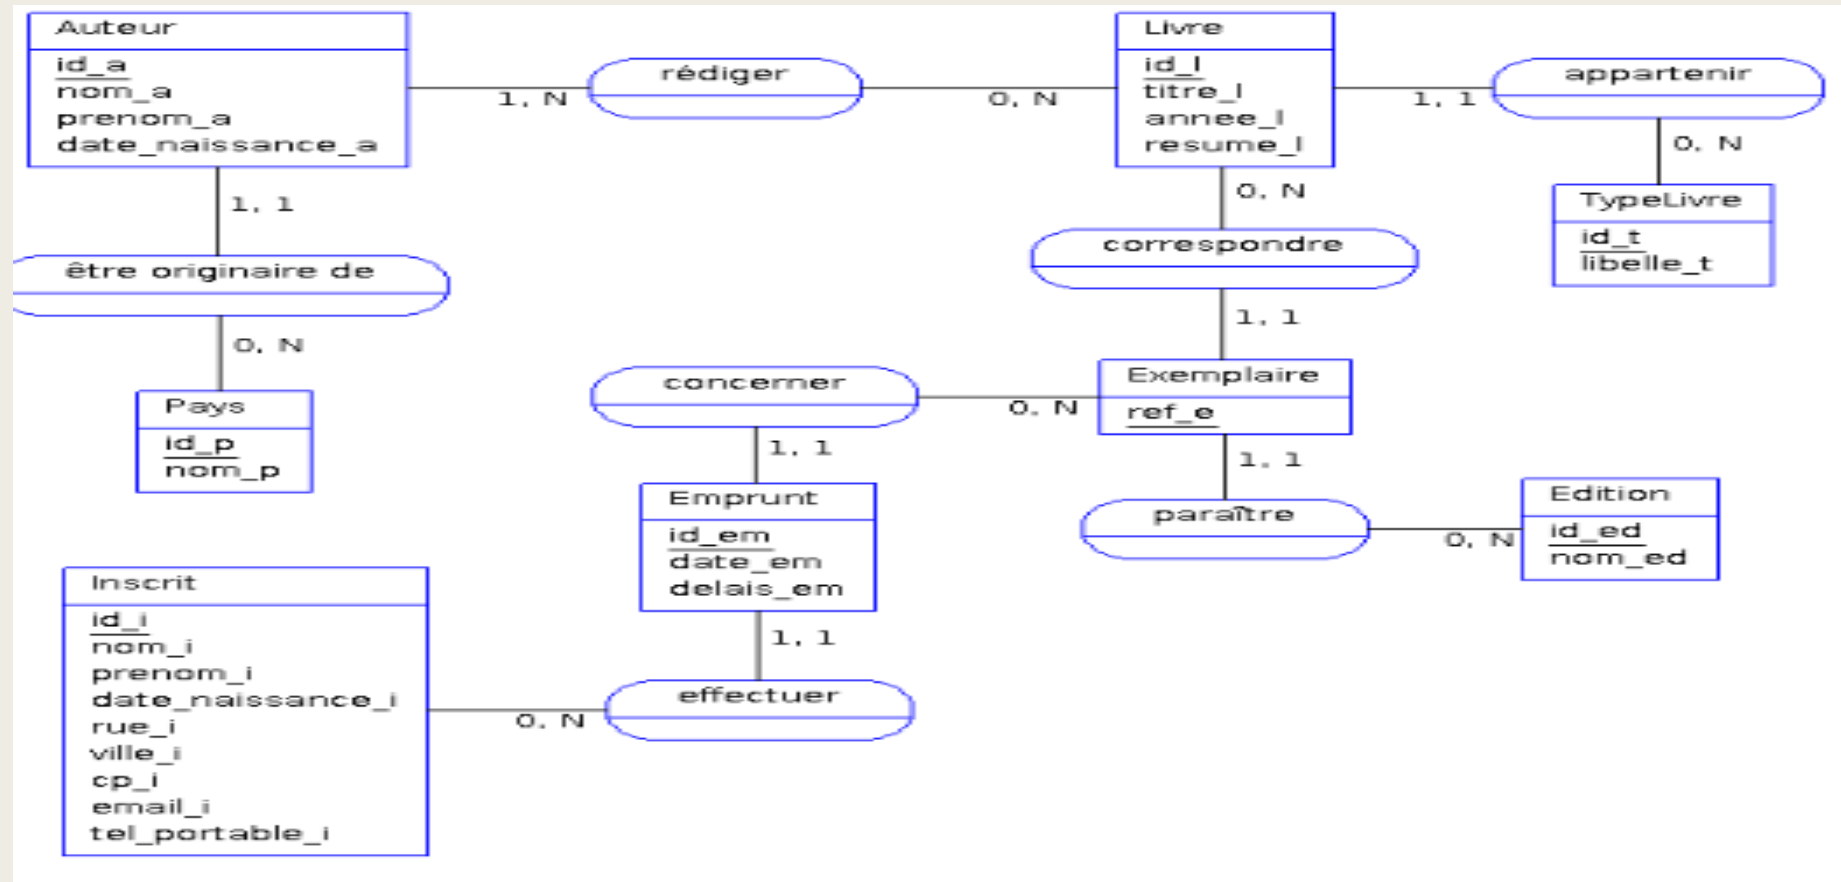 Auteur
id_a
nom_a
prenom_a
date_naissance_a
1, N
rédiger
0, N
Livre
id_l
titre_l
annee_l
resume_l
1, 1
appartenir
0, N
TypeLivre
id_t
libelle_t
1, 1
être originaire de
0, N
Pays
id_p
nom_p
0, N
correspondre
1, 1
Exemplaire
ref_e
concerner
0, N
1, 1
Emprunt
id_em
date_em
delais_em
1, 1
paraître
0, N
Edition
id_ed
nom_ed
Inscrit
id_i
nom_i
prenom_i
date_naissance_i
rue_i
ville_i
cp_i
email_i
tel_portable_i
0, N
1, 1
effectuer